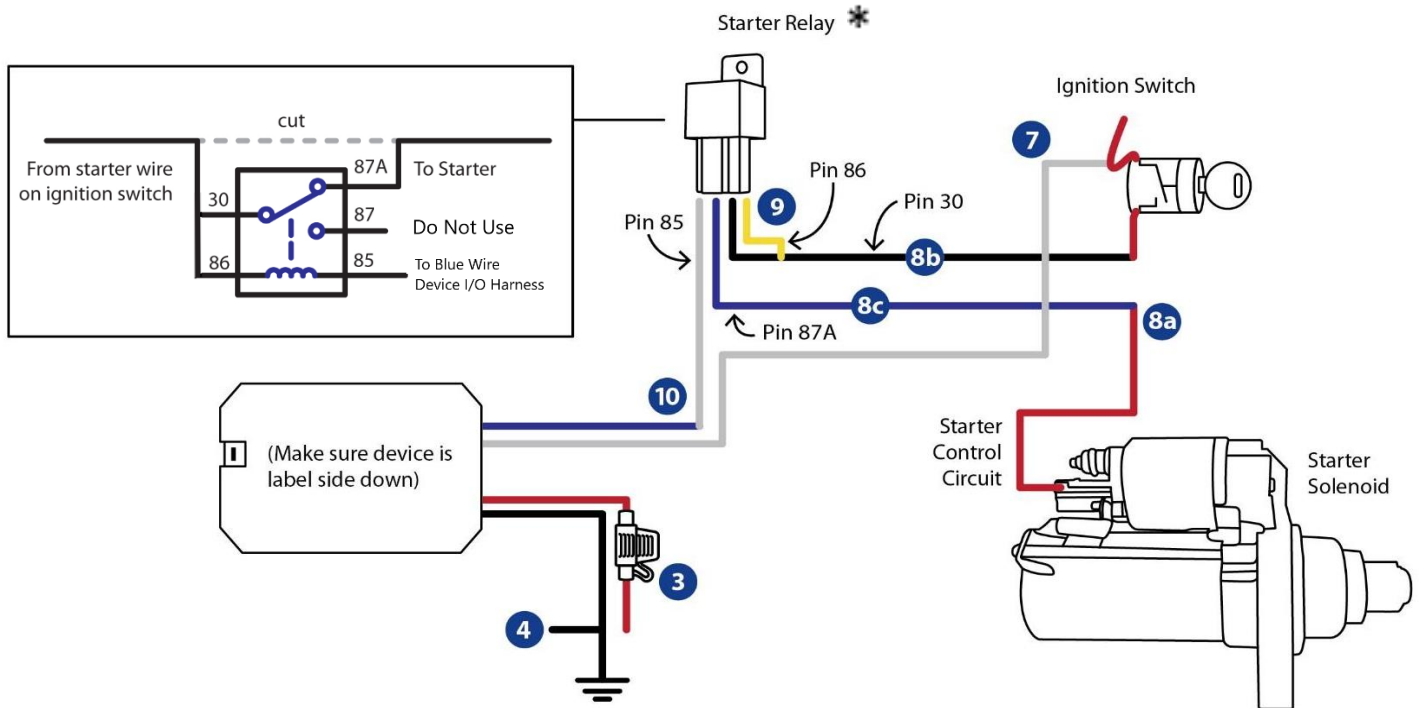 Starter Relay *
Ignition Switch
cut
From starter wire
on ignition switch
87A
To Starter
30
87
Do Not Use
86
85
To Blue Wire
Device I/O Harness
7
Pin 86
9
Pin 85
Pin 30
8b
8c
8a
Pin 87A
10
(Make sure device is
label side down)
Starter
Control
Circuit
Starter
Solenoid
3
4